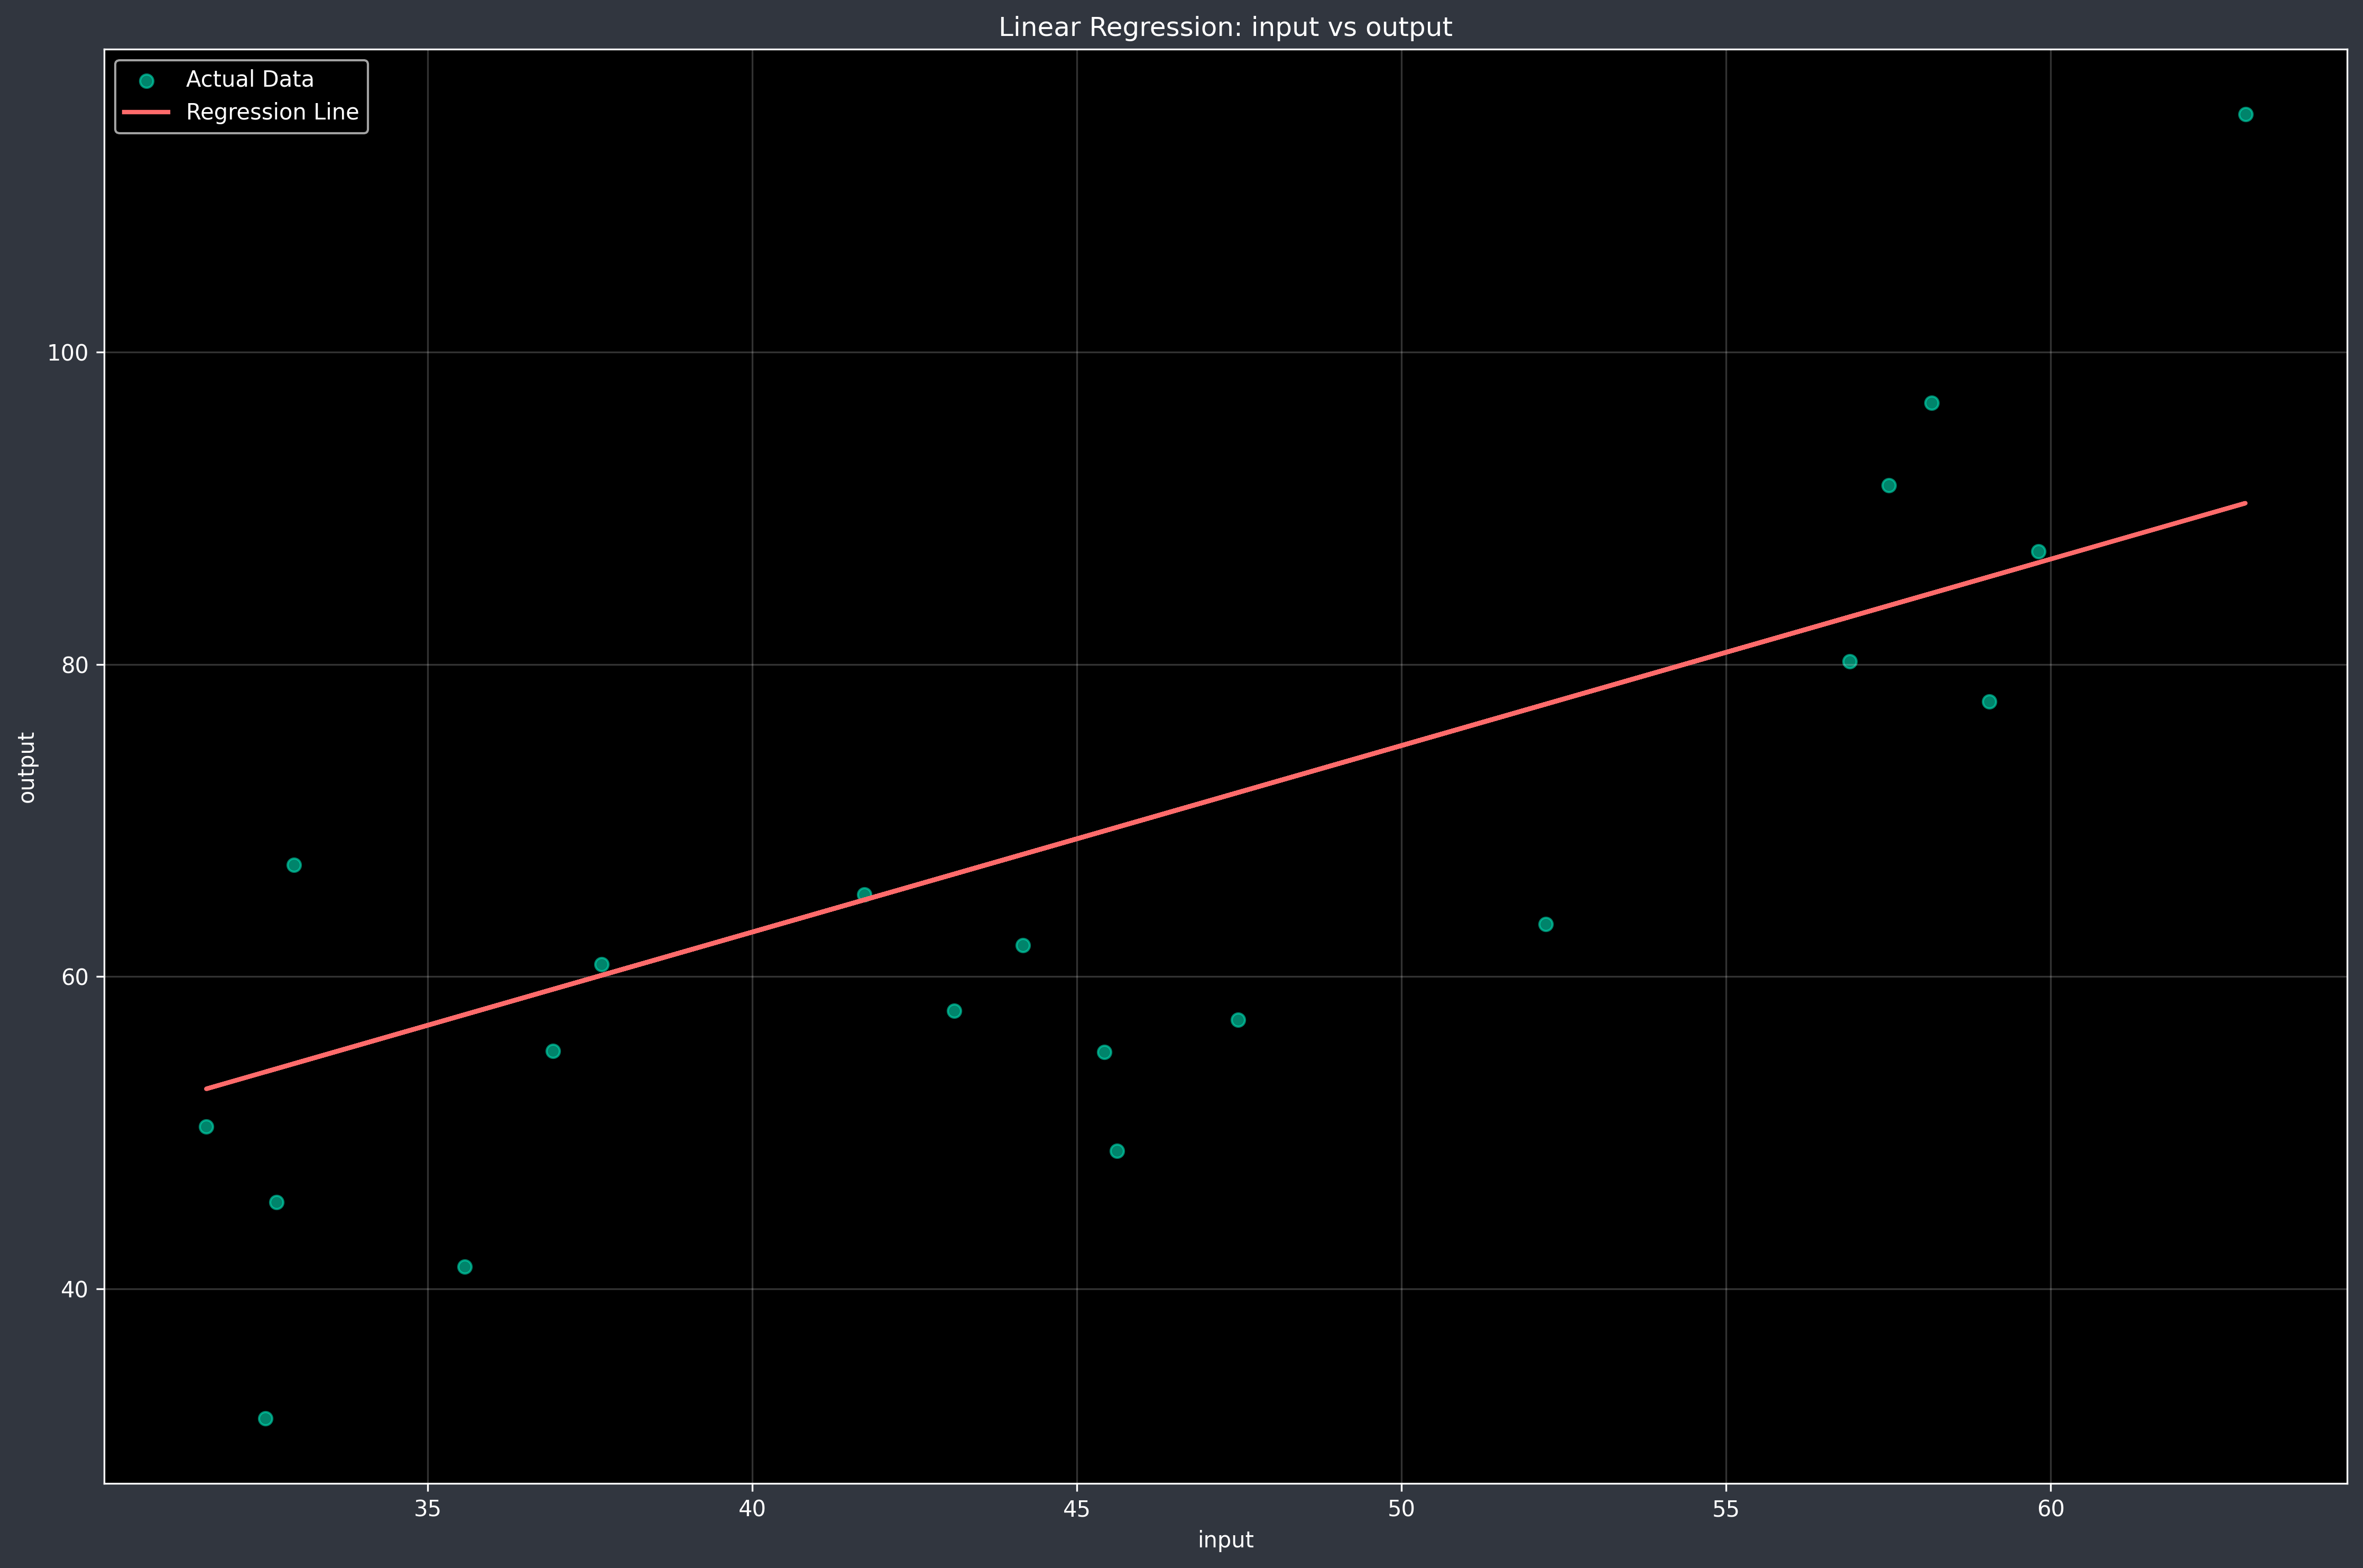 Linear Regression: input vs output
Actual Data
Regression Line
100
80
60
40
output
35
40
45
50
55
60
input